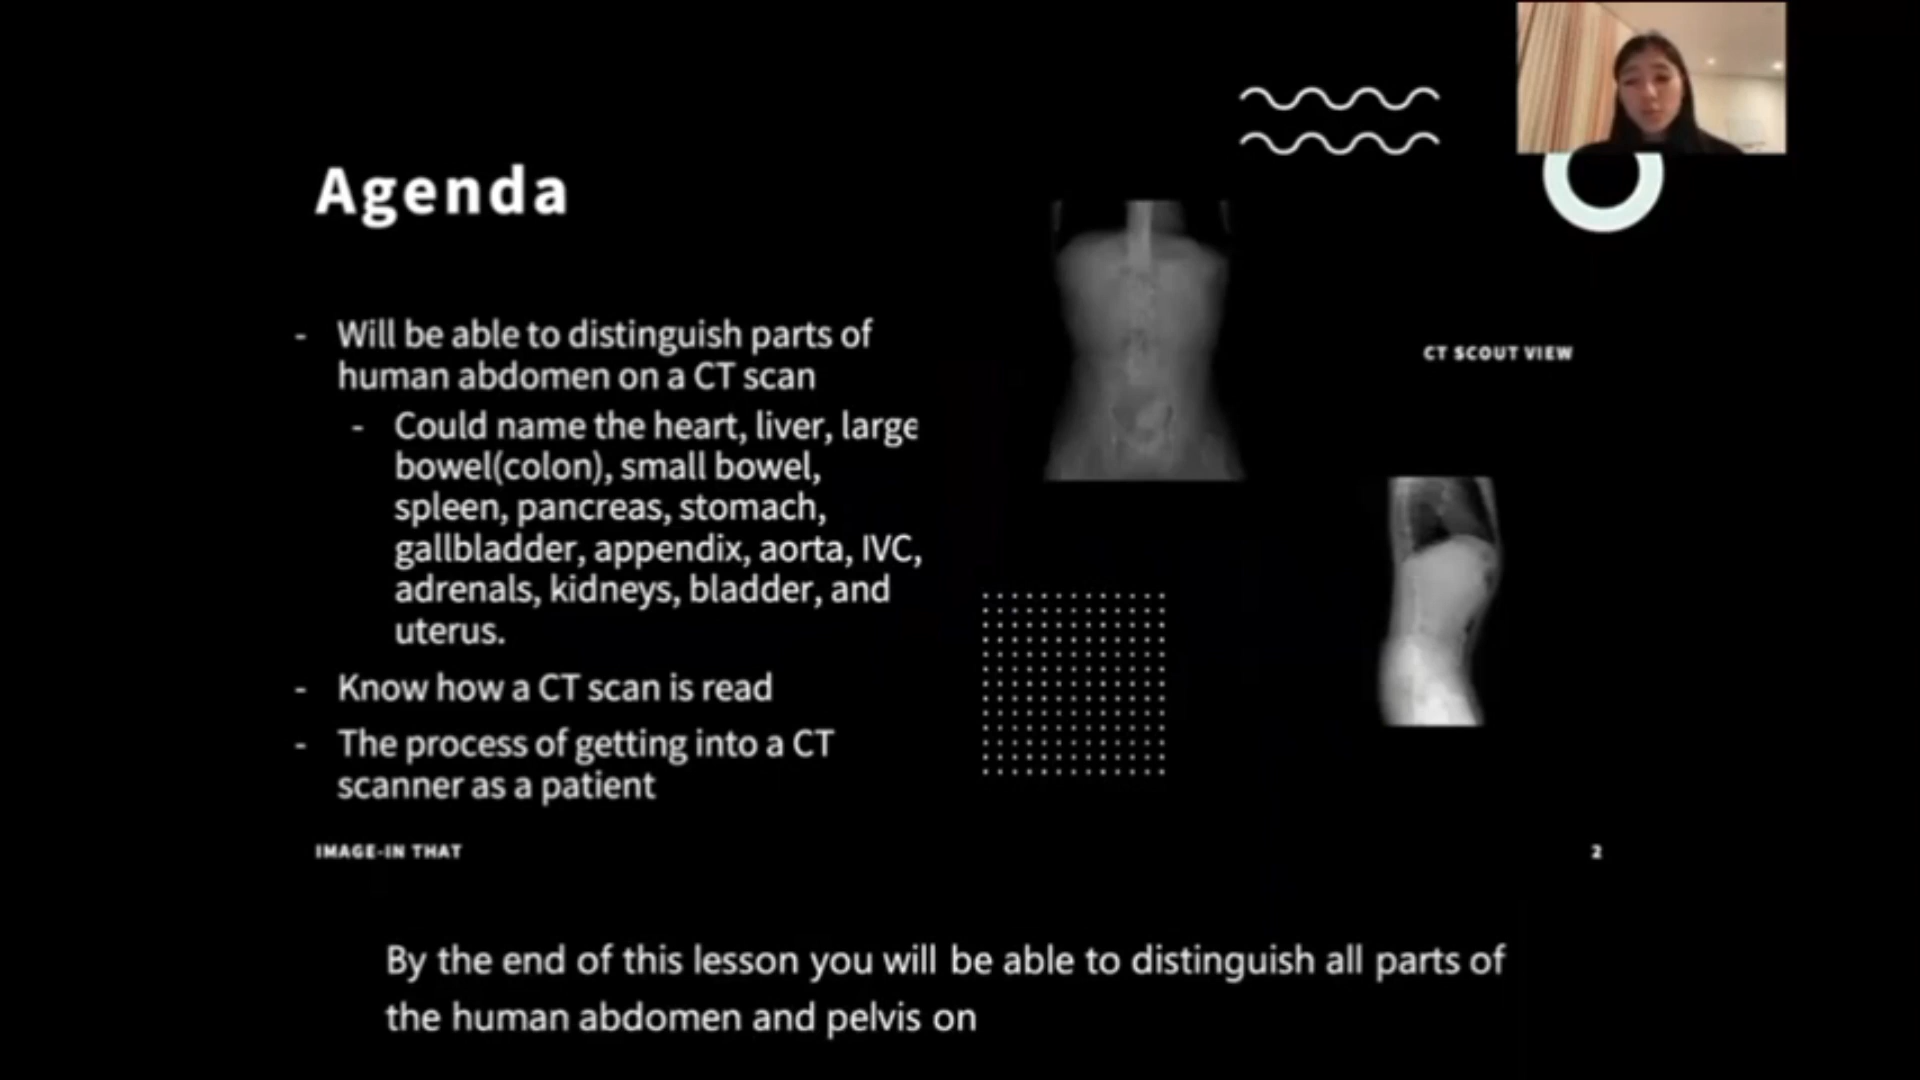 Agenda
- Will be able to distinguish parts of
human abdomen on a CT scan
- Could name the heart, liver, large
bowel(colon), small bowel,
spleen, pancreas, stomach,
gallbladder, appendix, aorta, IVC,
adrenals, kidneys, bladder, and
uterus.
- Know how a CT scan is read
- The process of getting into a CT
scanner as a patient
CT SCOUT VIEW
IMAGE-IN THAT
2
By the end of this lesson you will be able to distinguish all parts of
the human abdomen and pelvis on